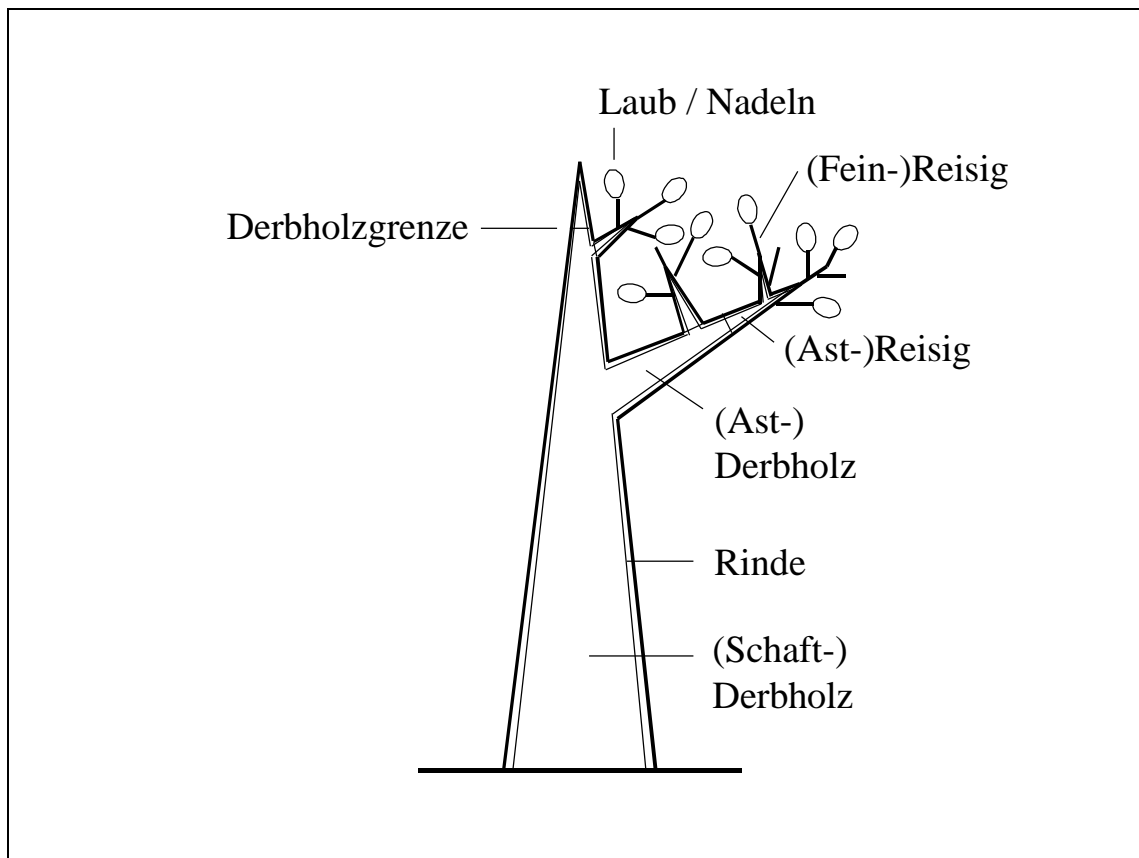 Laub / Nadeln
(Fein-)Reisig
Derbholzgrenze
(Ast-)Reisig
(Ast-)
Derbholz
Rinde
(Schaft-)
Derbholz